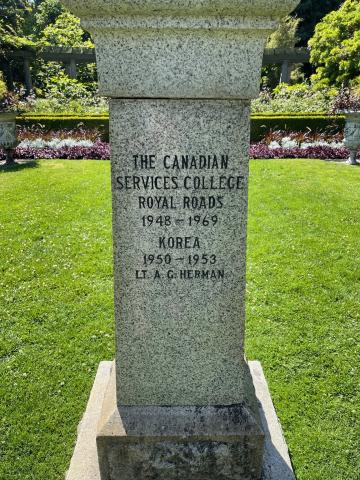 THE CANADIAN
SERVICES COLLEGE
ROYAL ROADS
1948 - 1969
KOREA
1950 - 1953
LT. A. G. HERMAN